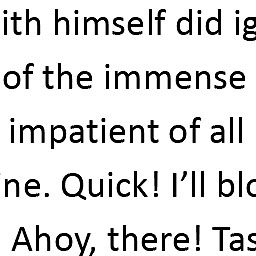 ith himself did ig
of the immense
impatient of all
ne. Quick! I’ll blo
Ahoy, there! Tas